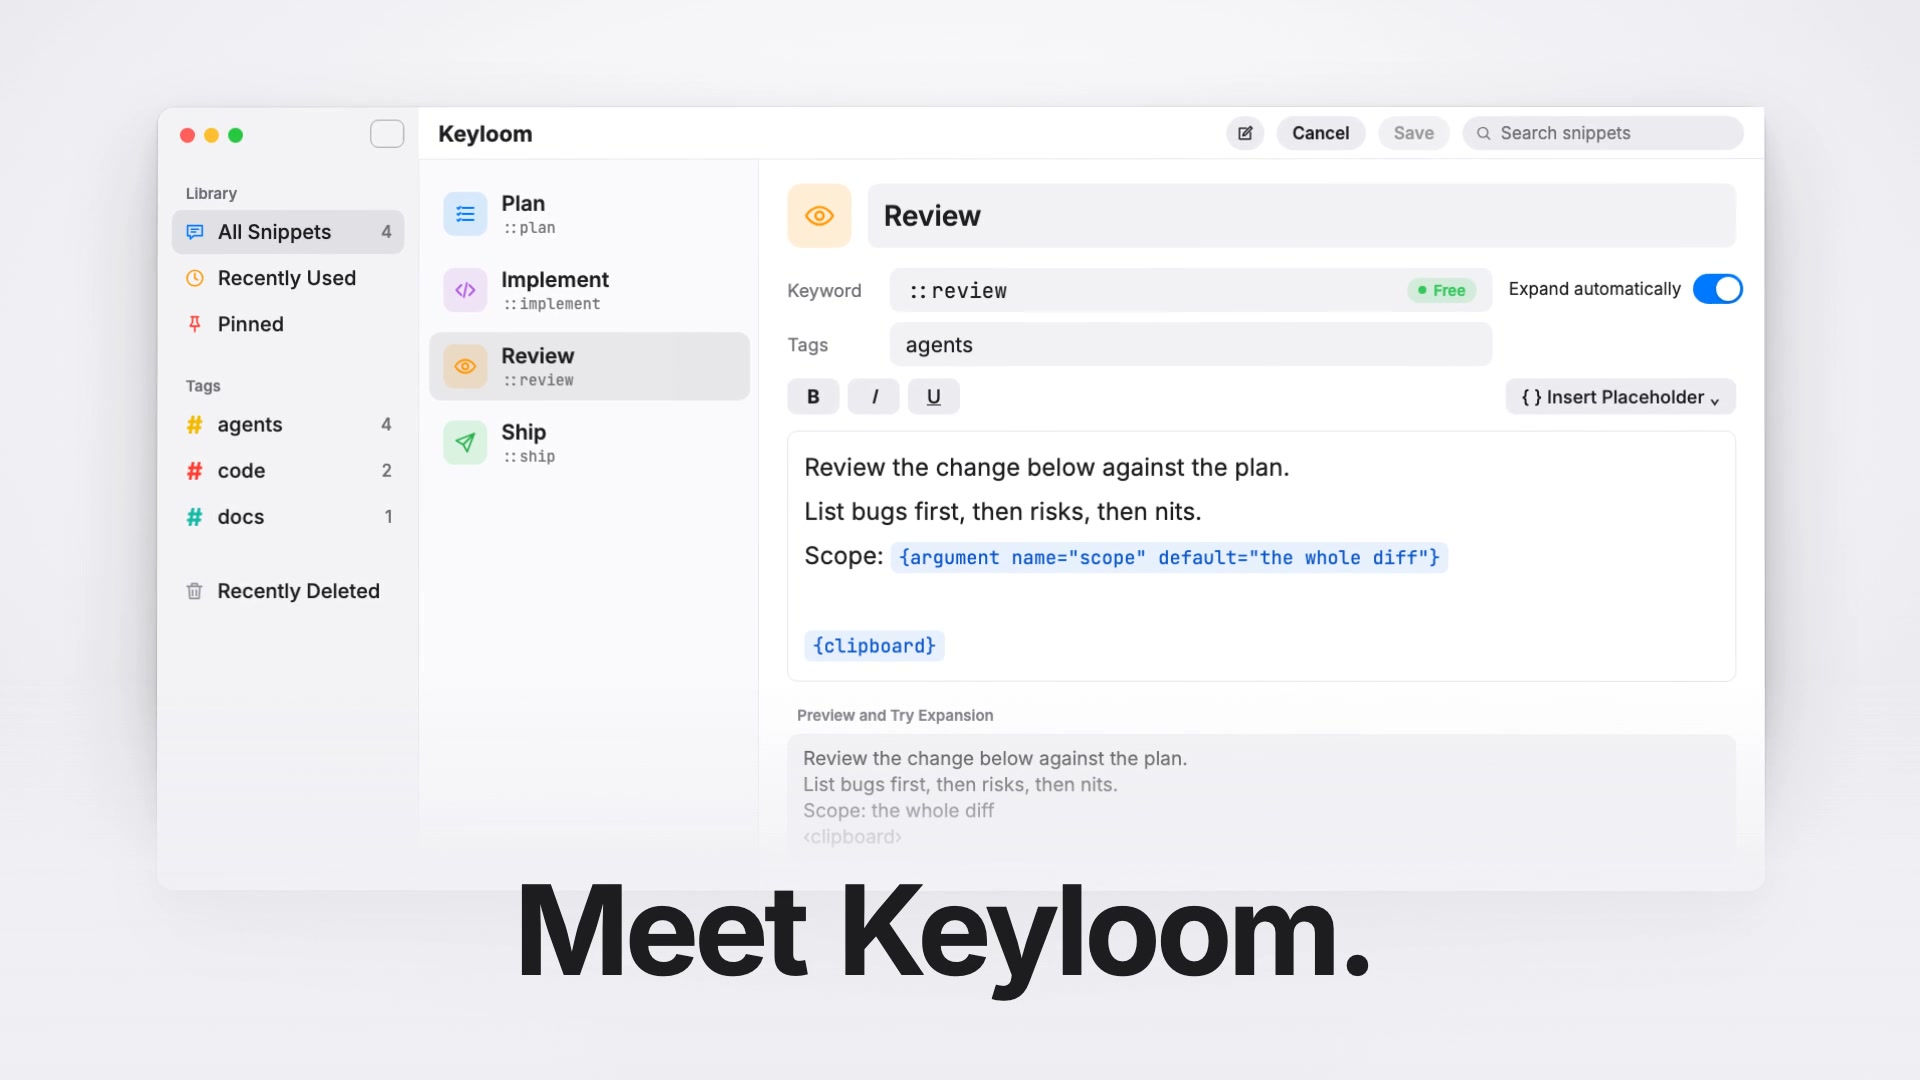 Keyloom
Cancel
Save
Search snippets
Library
All Snippets 4
Recently Used
Pinned
Tags
# agents 4
# code 2
# docs 1
Recently Deleted
Plan
::plan
Implement
::implement
Review
::review
Ship
::ship
Review
Keyword ::review Free Expand automatically
Tags agents
B I U { } Insert Placeholder
Review the change below against the plan.
List bugs first, then risks, then nits.
Scope: {argument name="scope" default="the whole diff"}
{clipboard}
Preview and Try Expansion
Review the change below against the plan.
List bugs first, then risks, then nits.
Scope: the whole diff
‹clipboard›
Meet Keyloom.